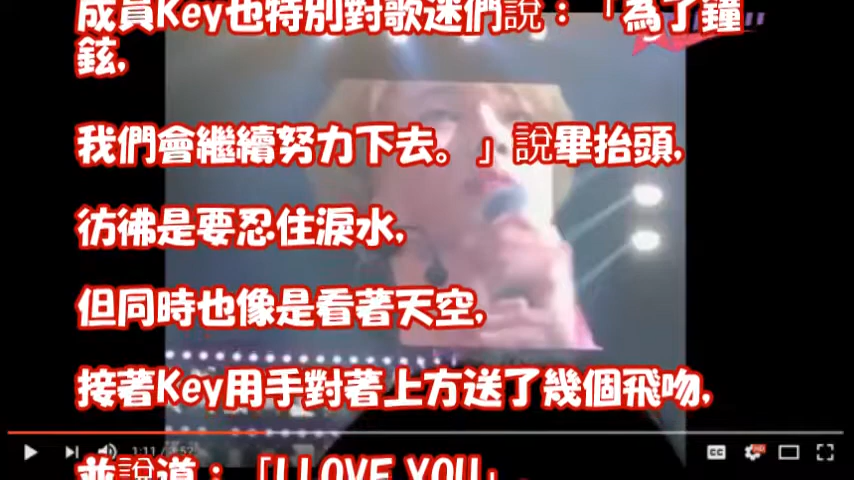 成員Key也特別對歌迷們說：「為了鐘
鉉,
我們會繼續努力下去。」說畢抬頭,
彷彿是要忍住淚水,
但同時也像是看著天空,
接著Key用手對著上方送了幾個飛吻,
並說道：「I LOVE YOU」.